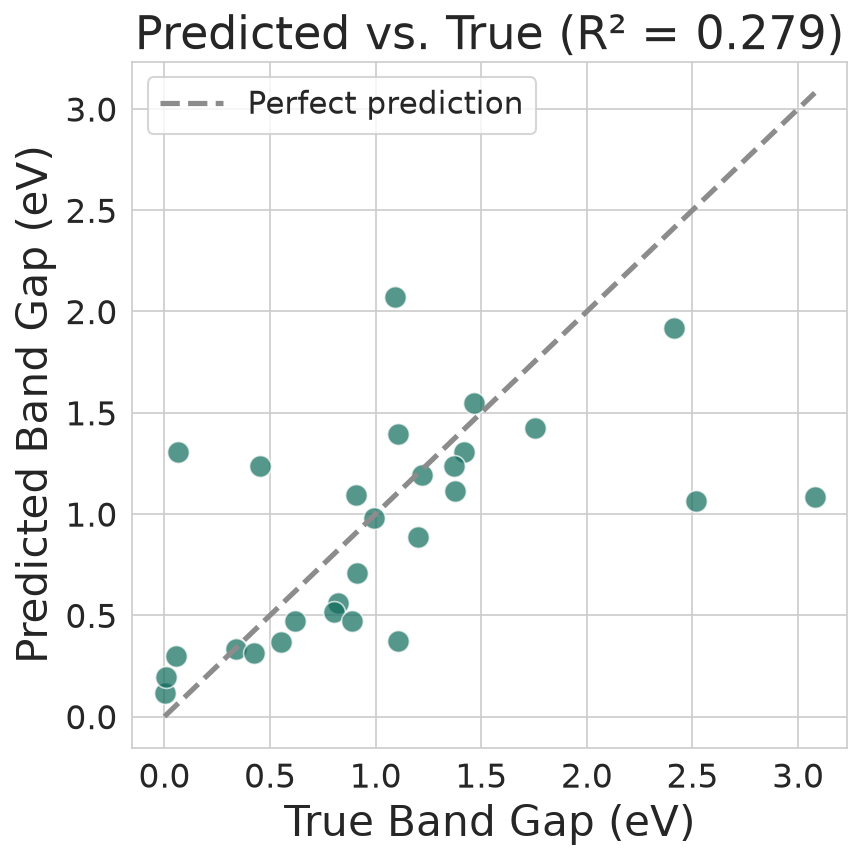 Predicted vs. True (R² = 0.279)
Perfect prediction
Predicted Band Gap (eV)
3.0
2.5
2.0
1.5
1.0
0.5
0.0
0.0 0.5 1.0 1.5 2.0 2.5 3.0
True Band Gap (eV)